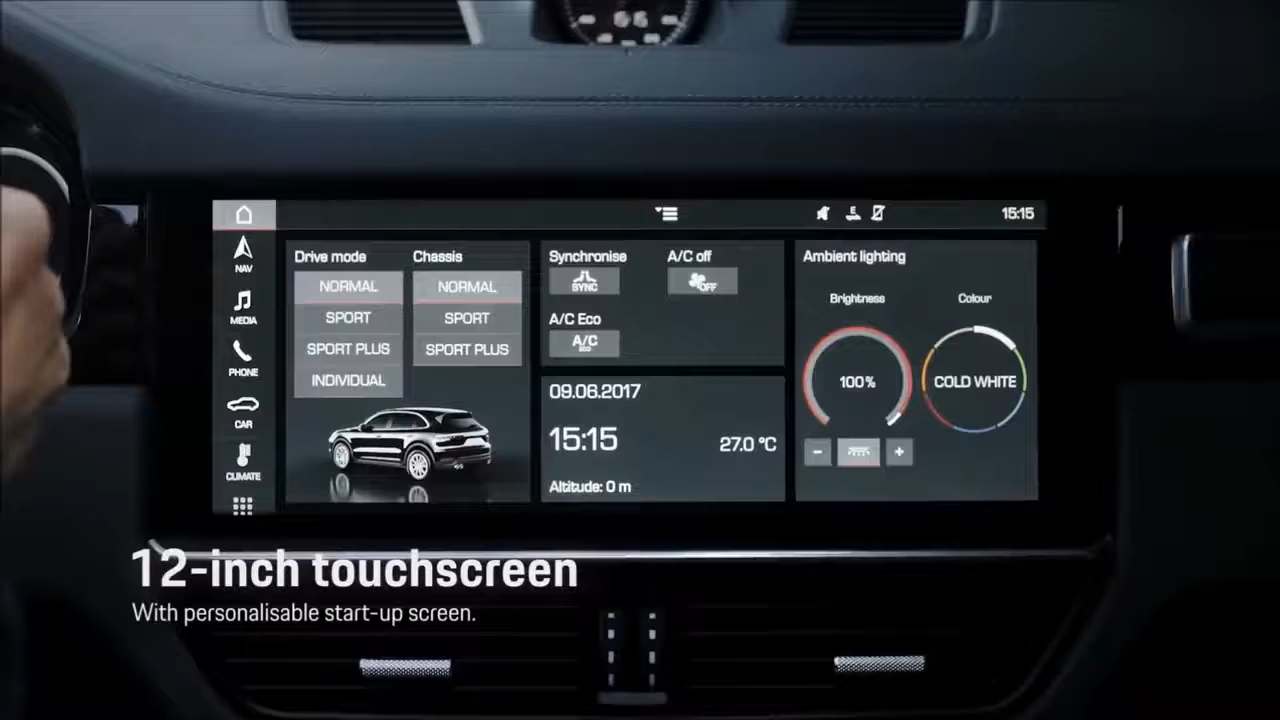 15:15
NAV
MEDIA
PHONE
CAR
CLIMATE
Drive mode
NORMAL
SPORT
SPORT PLUS
INDIVIDUAL
Chassis
NORMAL
SPORT
SPORT PLUS
Synchronise
SYNC
A/C off
OFF
A/C Eco
A/C
ECO
09.06.2017
15:15
27.0 °C
Altitude: 0 m
Ambient lighting
Brightness
100%
Colour
COLD WHITE
12-inch touchscreen
With personalisable start-up screen.